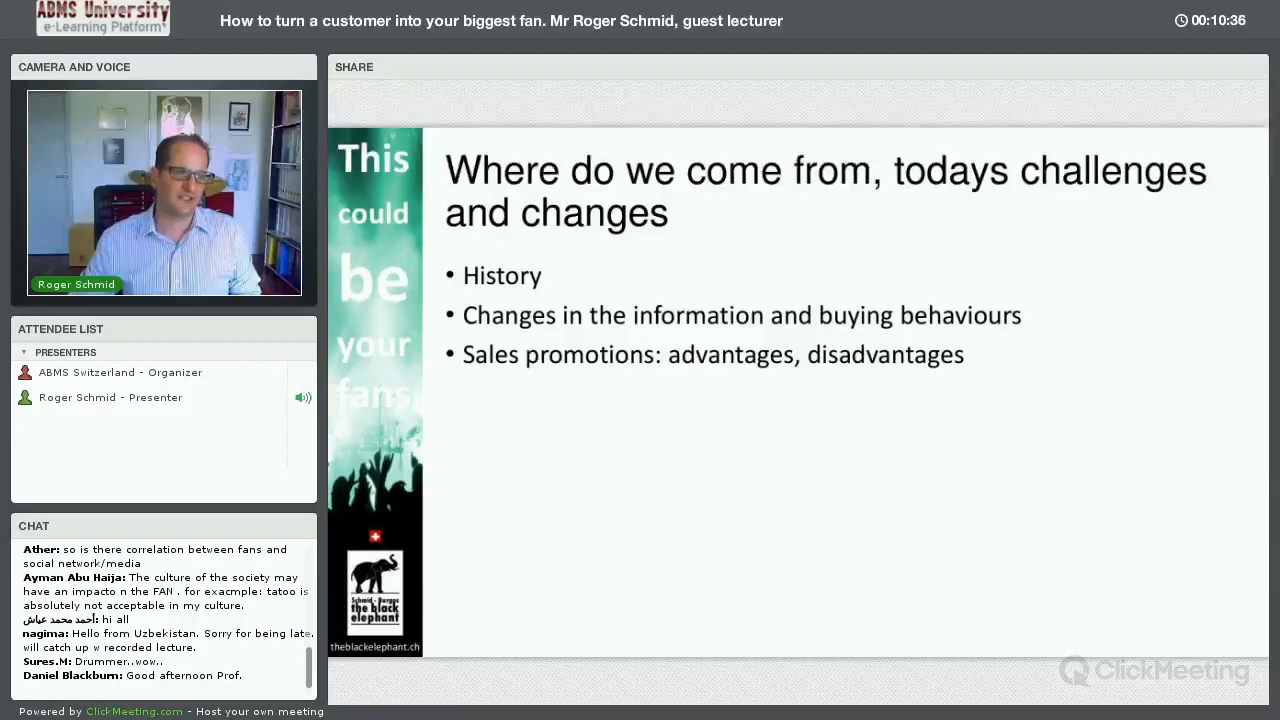 ABMS University
e-Learning Platform
How to turn a customer into your biggest fan. Mr Roger Schmid, guest lecturer
00:10:36
CAMERA AND VOICE
Roger Schmid
ATTENDEE LIST
PRESENTERS
ABMS Switzerland - Organizer
Roger Schmid - Presenter
CHAT
Ather: so is there correlation between fans and
social network/media
Ayman Abu Haija: The culture of the society may
have an impacto n the FAN . for exacmple: tatoo is
absolutely not acceptable in my culture.
أحمد محمد عياش: hi all
nagima: Hello from Uzbekistan. Sorry for being late.
will catch up w recorded lecture.
Sures.M: Drummer..wow..
Daniel Blackburn: Good afternoon Prof.
Powered by ClickMeeting.com - Host your own meeting
SHARE
This
could
be
your
fans
Schmid - Burgos
the black
elephant
theblackelephant.ch
Where do we come from, todays challenges
and changes
• History
• Changes in the information and buying behaviours
• Sales promotions: advantages, disadvantages
ClickMeeting